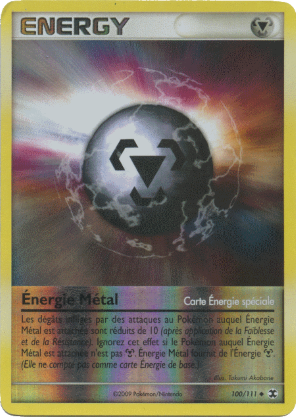 ENERGY
Énergie Métal
Carte Énergie spéciale
Les dégâts infligés par des attaques au Pokémon auquel Énergie
Métal est attachée sont réduits de 10 (après application de la Faiblesse
et de la Résistance). Ignorez cet effet si le Pokémon auquel Énergie
Métal est attachée n'est pas . Énergie Métal fournit de l'Énergie .
(Elle ne compte pas comme carte Énergie de base.)
Illus. Takumi Akabane
©2009 Pokémon/Nintendo
100/111